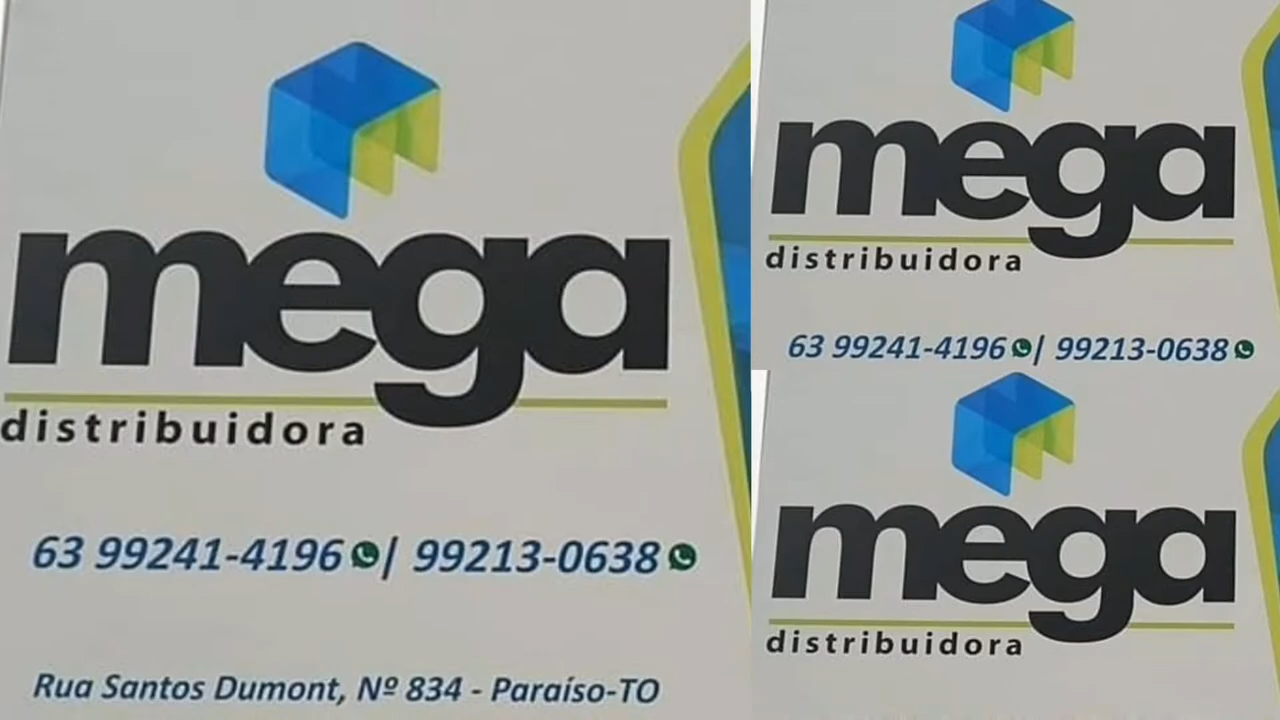 mega
distribuidora
63 99241-4196 | 99213-0638
Rua Santos Dumont, Nº 834 - Paraíso-TO
mega
distribuidora
63 99241-4196 | 99213-0638
mega
distribuidora